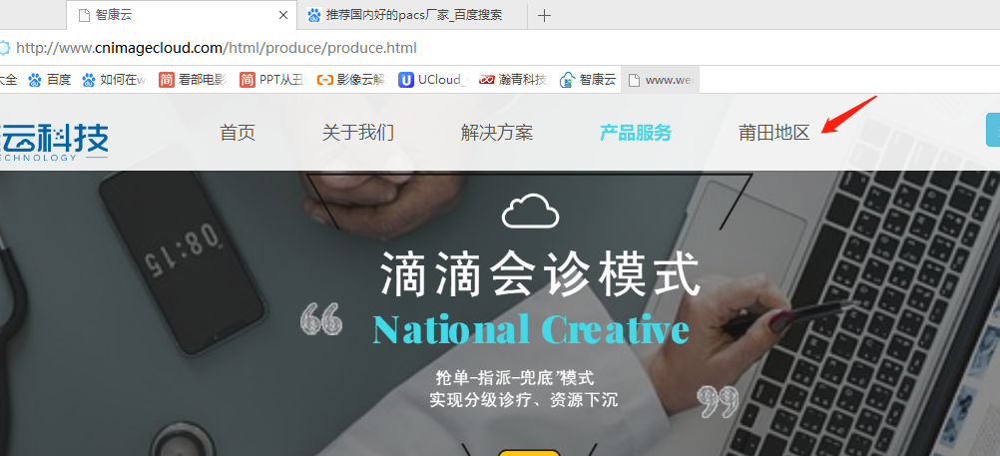 智康云
推荐国内好的pacs厂家_百度搜索
http://www.cnimagecloud.com/html/produce/produce.html
大全 百度 如何在w 看部电影 PPT从丑 影像云解 UCloud_ 瀚青科技 智康云 www.we
云科技
TECHNOLOGY
首页 关于我们 解决方案 产品服务 莆田地区
08:15
滴滴会诊模式
“ National Creative
抢单-指派-兜底"模式
实现分级诊疗、资源下沉 ”